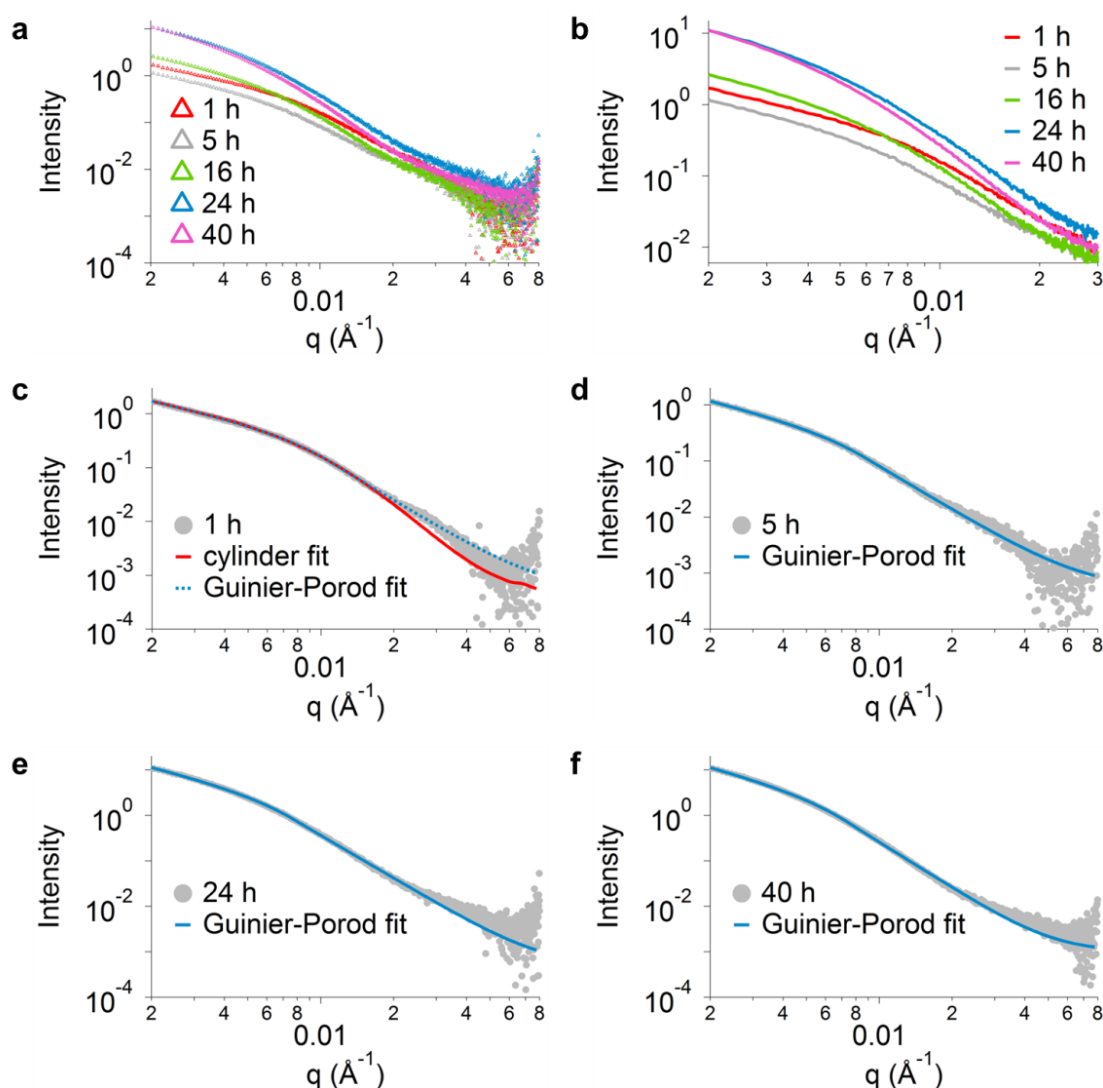 a
Intensity
10^0
10^-2
10^-4
1 h
5 h
16 h
24 h
40 h
2 4 6 8 2 4 6 8
0.01
q (Å^-1)
b
Intensity
10^1
10^0
10^-1
10^-2
1 h
5 h
16 h
24 h
40 h
2 3 4 5 6 7 8 2 3
0.01
q (Å^-1)
c
Intensity
10^0
10^-1
10^-2
10^-3
10^-4
1 h
cylinder fit
Guinier-Porod fit
2 4 6 8 2 4 6 8
0.01
q (Å^-1)
d
Intensity
10^0
10^-1
10^-2
10^-3
10^-4
5 h
Guinier-Porod fit
2 4 6 8 2 4 6 8
0.01
q (Å^-1)
e
Intensity
10^0
10^-2
10^-4
24 h
Guinier-Porod fit
2 4 6 8 2 4 6 8
0.01
q (Å^-1)
f
Intensity
10^0
10^-2
10^-4
40 h
Guinier-Porod fit
2 4 6 8 2 4 6 8
0.01
q (Å^-1)